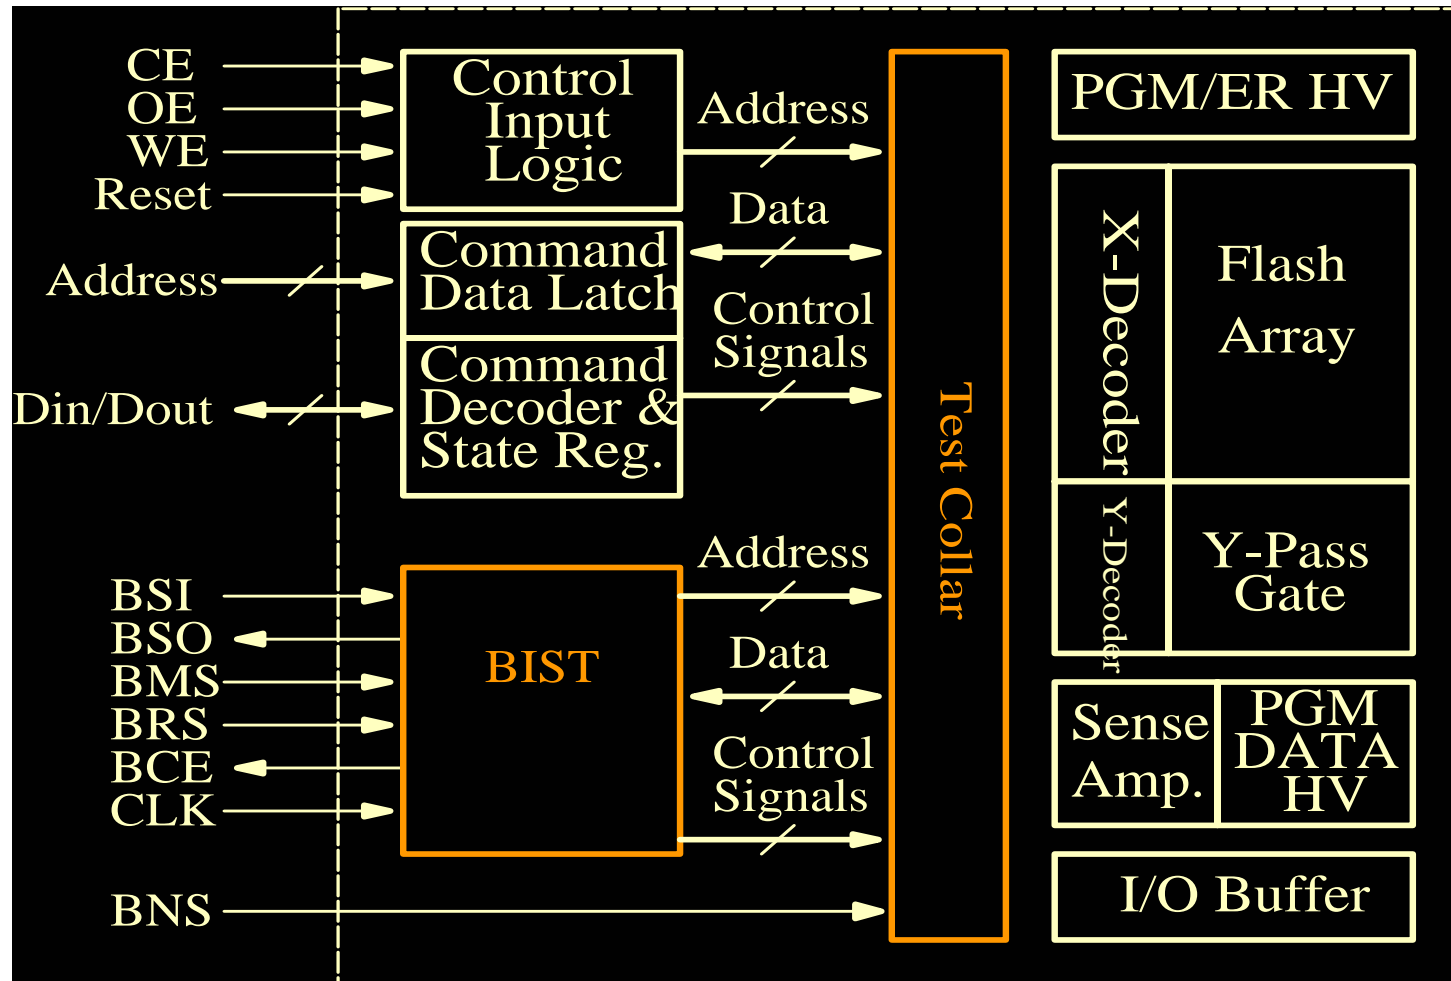 CE
OE
WE
Reset
Address
Din/Dout
BSI
BSO
BMS
BRS
BCE
CLK
BNS
Control
Input
Logic
Command
Data Latch
Command
Decoder &
State Reg.
BIST
Address
Data
Control
Signals
Address
Data
Control
Signals
Test Collar
PGM/ER HV
X-Decoder
Flash
Array
Y-Decoder
Y-Pass
Gate
Sense
Amp.
PGM
DATA
HV
I/O Buffer